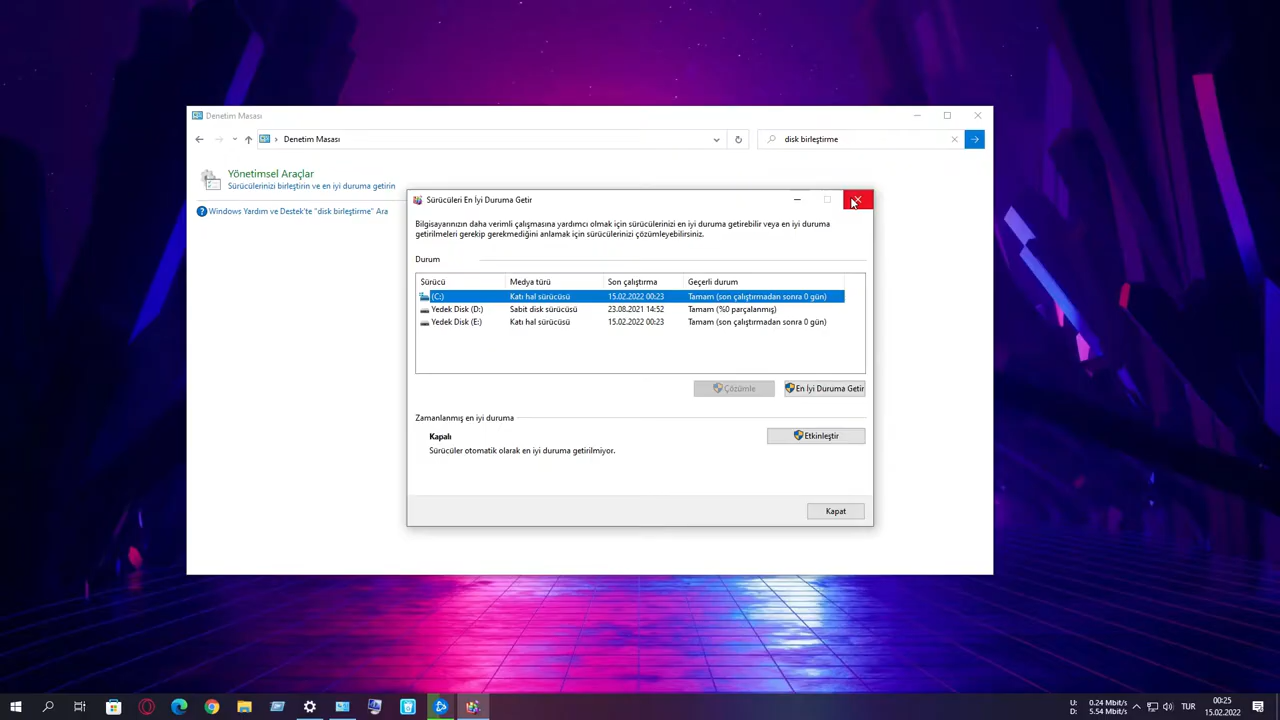 Denetim Masası
Denetim Masası
disk birleştirme
Yönetimsel Araçlar
Sürücülerinizi birleştirin ve en iyi duruma getirin
Windows Yardım ve Destek'te "disk birleştirme" Ara
Sürücüleri En İyi Duruma Getir
Bilgisayarınızın daha verimli çalışmasına yardımcı olmak için sürücülerinizi en iyi duruma getirebilir veya en iyi duruma
getirilmeleri gerekip gerekmediğini anlamak için sürücülerinizi çözümleyebilirsiniz.
Durum
Sürücü Medya türü Son çalıştırma Geçerli durum
(C:) Katı hal sürücüsü 15.02.2022 00:23 Tamam (son çalıştırmadan sonra 0 gün)
Yedek Disk (D:) Sabit disk sürücüsü 23.08.2021 14:52 Tamam (%0 parçalanmış)
Yedek Disk (E:) Katı hal sürücüsü 15.02.2022 00:23 Tamam (son çalıştırmadan sonra 0 gün)
Çözümle En İyi Duruma Getir
Zamanlanmış en iyi duruma
Kapalı
Etkinleştir
Sürücüler otomatik olarak en iyi duruma getirilmiyor.
Kapat
U: 0.24 Mbit/s
D: 5.54 Mbit/s
TUR
00:25
15.02.2022